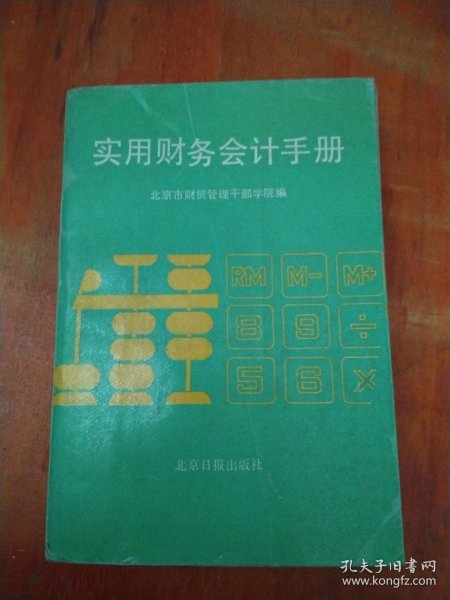 实用财务会计手册
北京市财贸管理干部学院编
RM M- M+
8 9 ÷
5 6 ×
北京日报出版社
孔夫子旧书网
www.kongfz.com